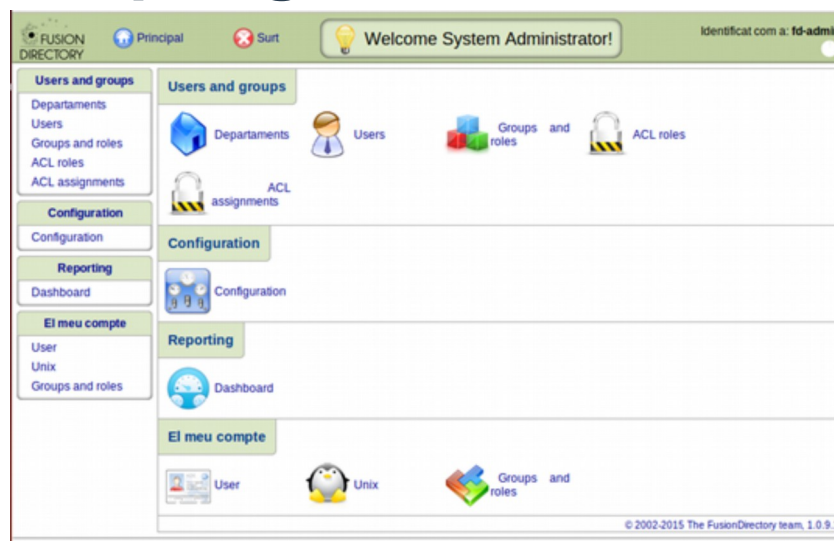 FUSION
DIRECTORY
Principal
Surt
Welcome System Administrator!
Identificat com a: fd-admi
Users and groups
Departaments
Users
Groups and roles
ACL roles
ACL assignments
Configuration
Configuration
Reporting
Dashboard
El meu compte
User
Unix
Groups and roles
Users and groups
Departaments
Users
Groups and
roles
ACL roles
ACL
assignments
Configuration
Configuration
Reporting
Dashboard
El meu compte
User
Unix
Groups and
roles
© 2002-2015 The FusionDirectory team, 1.0.9.